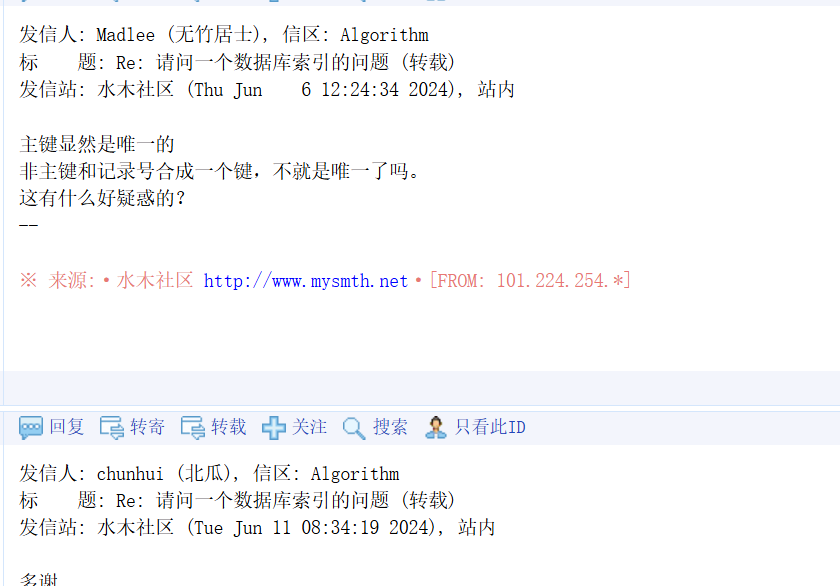 发信人: Madlee (无竹居士), 信区: Algorithm
标    题: Re: 请问一个数据库索引的问题 (转载)
发信站: 水木社区 (Thu Jun    6 12:24:34 2024), 站内
主键显然是唯一的
非主键和记录号合成一个键，不就是唯一了吗。
这有什么好疑惑的?
--
※ 来源:·水木社区 http://www.mysmth.net·[FROM: 101.224.254.*]
回复 转寄 转载 关注 搜索 只看此ID
发信人: chunhui (北瓜), 信区: Algorithm
标    题: Re: 请问一个数据库索引的问题 (转载)
发信站: 水木社区 (Tue Jun 11 08:34:19 2024), 站内
多谢